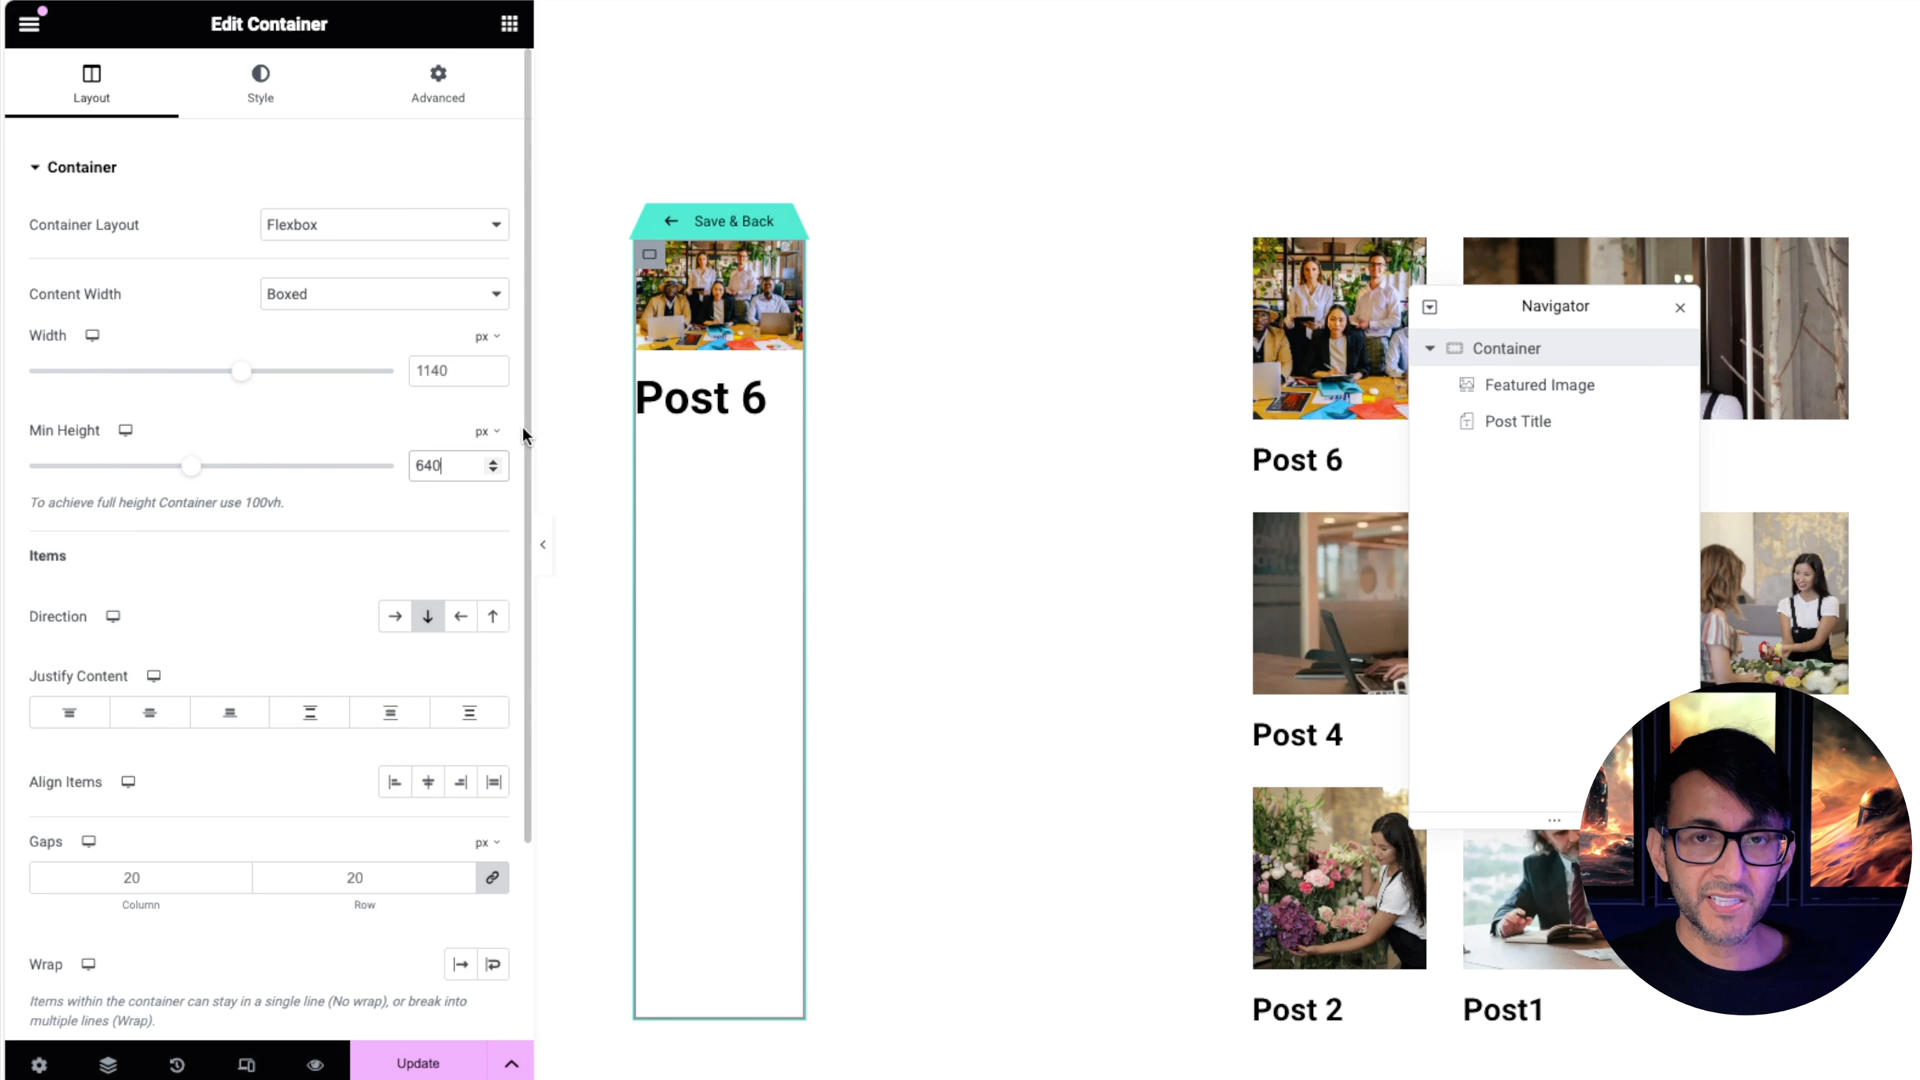 Edit Container
Layout
Style
Advanced
Container
Container Layout
Flexbox
Content Width
Boxed
Width
px
1140
Min Height
px
640
To achieve full height Container use 100vh.
Items
Direction
Justify Content
Align Items
Gaps
px
20
20
Column
Row
Wrap
Items within the container can stay in a single line (No wrap), or break into
multiple lines (Wrap).
Update
Save & Back
Post 6
Post 6
Post 4
Post 2
Post1
Navigator
Container
Featured Image
Post Title